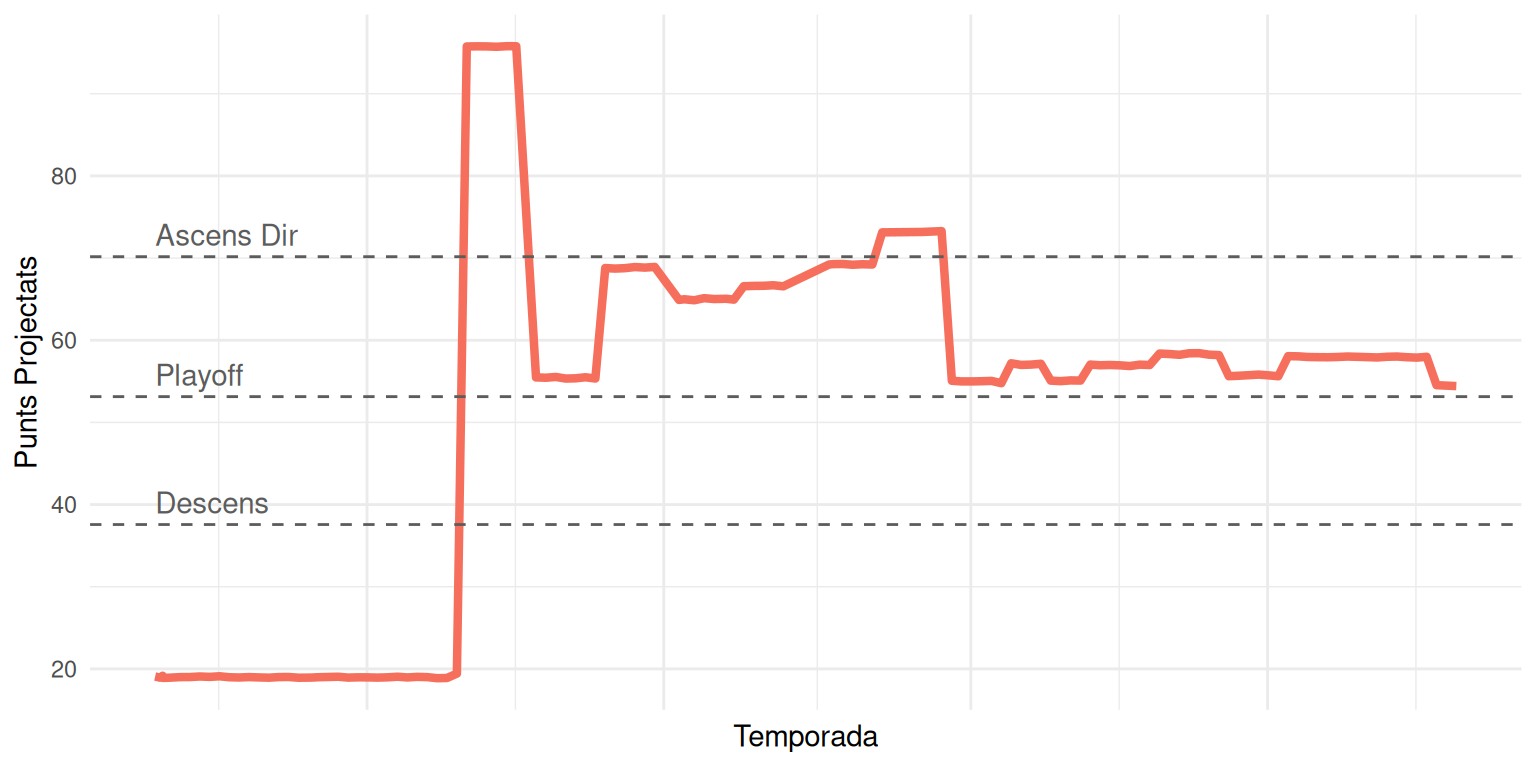 80
Ascens Dir
Punts Projectats
60
Playoff
40
Descens
20
Temporada